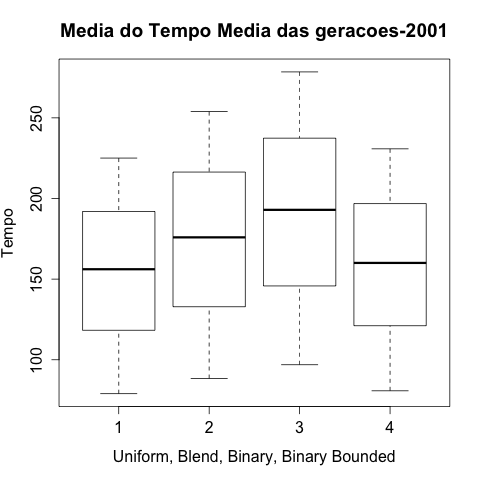 Media do Tempo Media das geracoes-2001
Tempo
250
200
150
100
1 2 3 4
Uniform, Blend, Binary, Binary Bounded